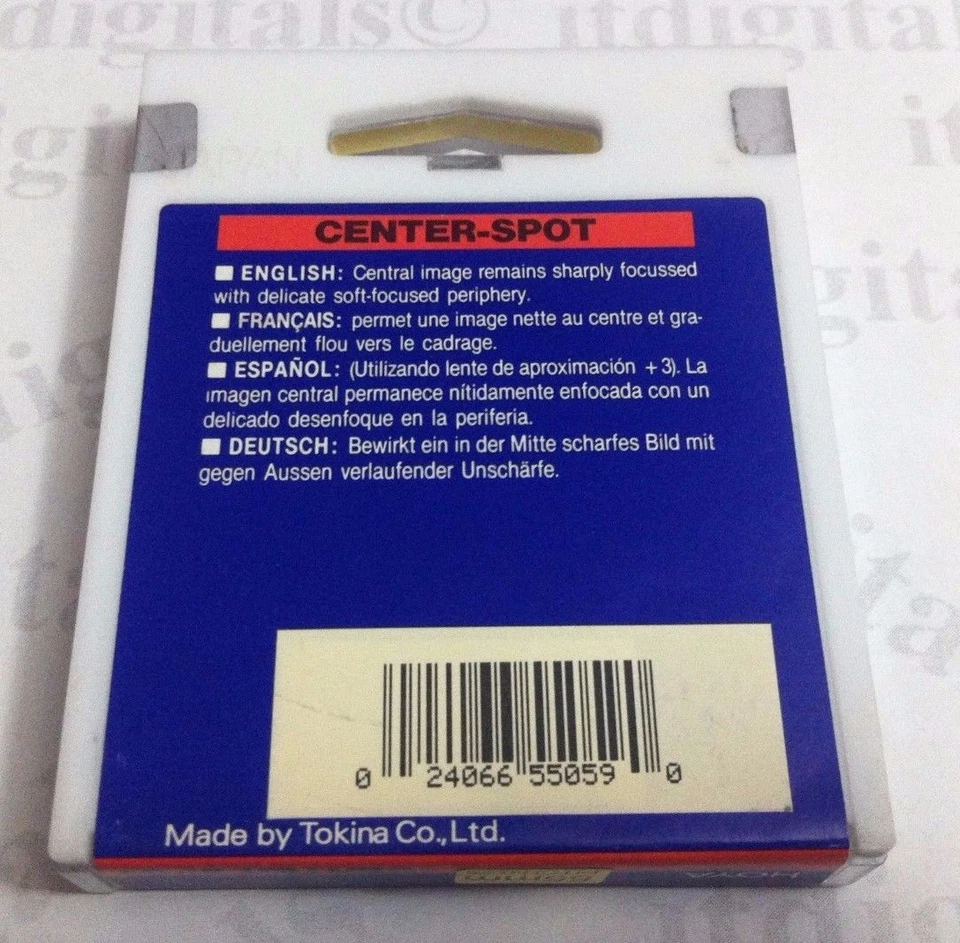 itdigitals© itdigital
CENTER-SPOT
■ ENGLISH: Central image remains sharply focussed
with delicate soft-focused periphery.
■ FRANÇAIS: permet une image nette au centre et gra-
duellement flou vers le cadrage.
■ ESPAÑOL: (Utilizando lente de aproximación +3). La
imagen central permanece nítidamente enfocada con un
delicado desenfoque en la periferia.
■ DEUTSCH: Bewirkt ein in der Mitte scharfes Bild mit
gegen Aussen verlaufender Unschärfe.
0 24066 55059 0
Made by Tokina Co., Ltd.
HOYA